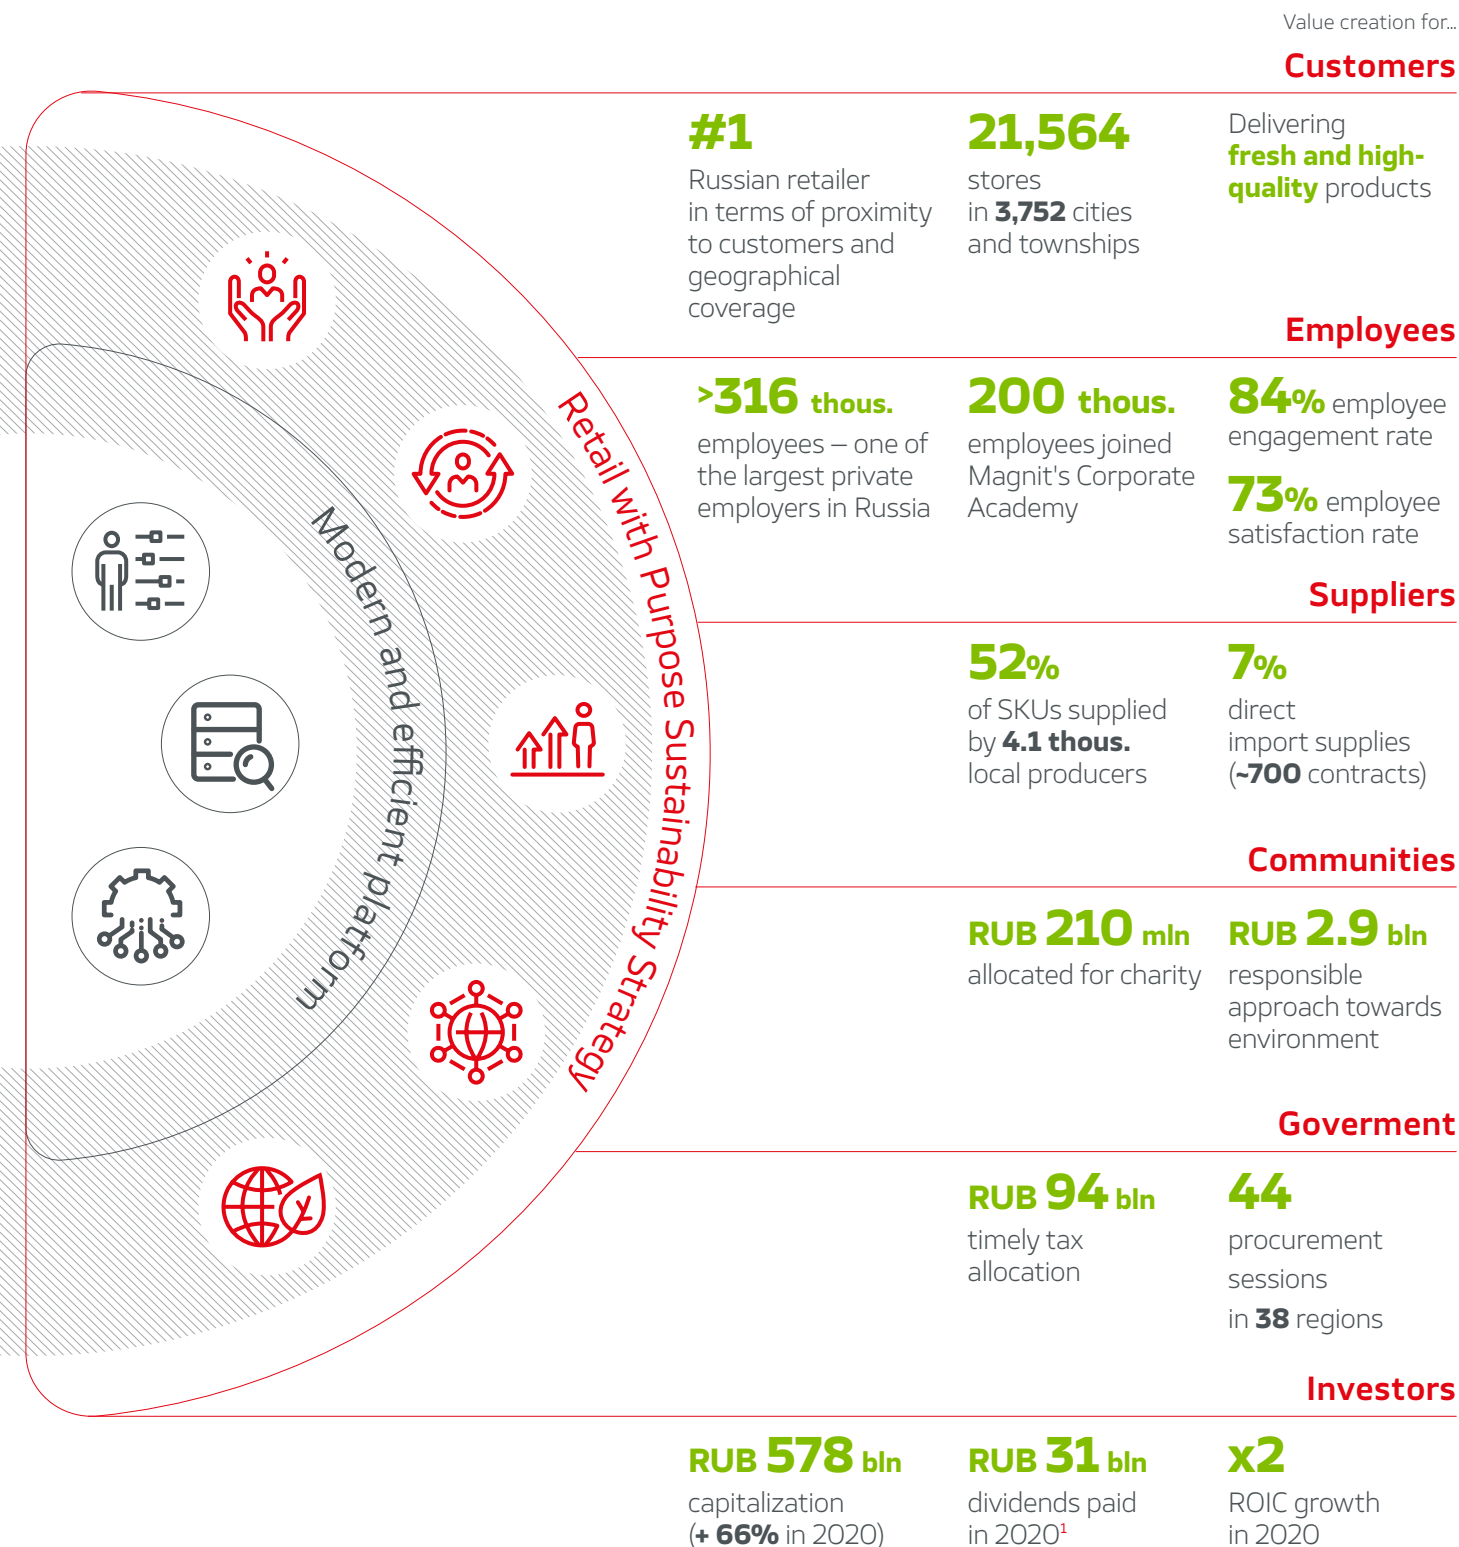 Value creation for...
Customers
#1
Russian retailer
in terms of proximity
to customers and
geographical
coverage
21,564
stores
in 3,752 cities
and townships
Delivering
fresh and high-
quality products
Employees
>316 thous.
employees – one of
the largest private
employers in Russia
200 thous.
employees joined
Magnit's Corporate
Academy
84% employee
engagement rate
73% employee
satisfaction rate
Suppliers
52%
of SKUs supplied
by 4.1 thous.
local producers
7%
direct
import supplies
(~700 contracts)
Communities
RUB 210 mln
allocated for charity
RUB 2.9 bln
responsible
approach towards
environment
Goverment
RUB 94 bln
timely tax
allocation
44
procurement
sessions
in 38 regions
Investors
RUB 578 bln
capitalization
(+ 66% in 2020)
RUB 31 bln
dividends paid
in 2020¹
x2
ROIC growth
in 2020
Retail with Purpose Sustainability Strategy
Modern and efficient platform